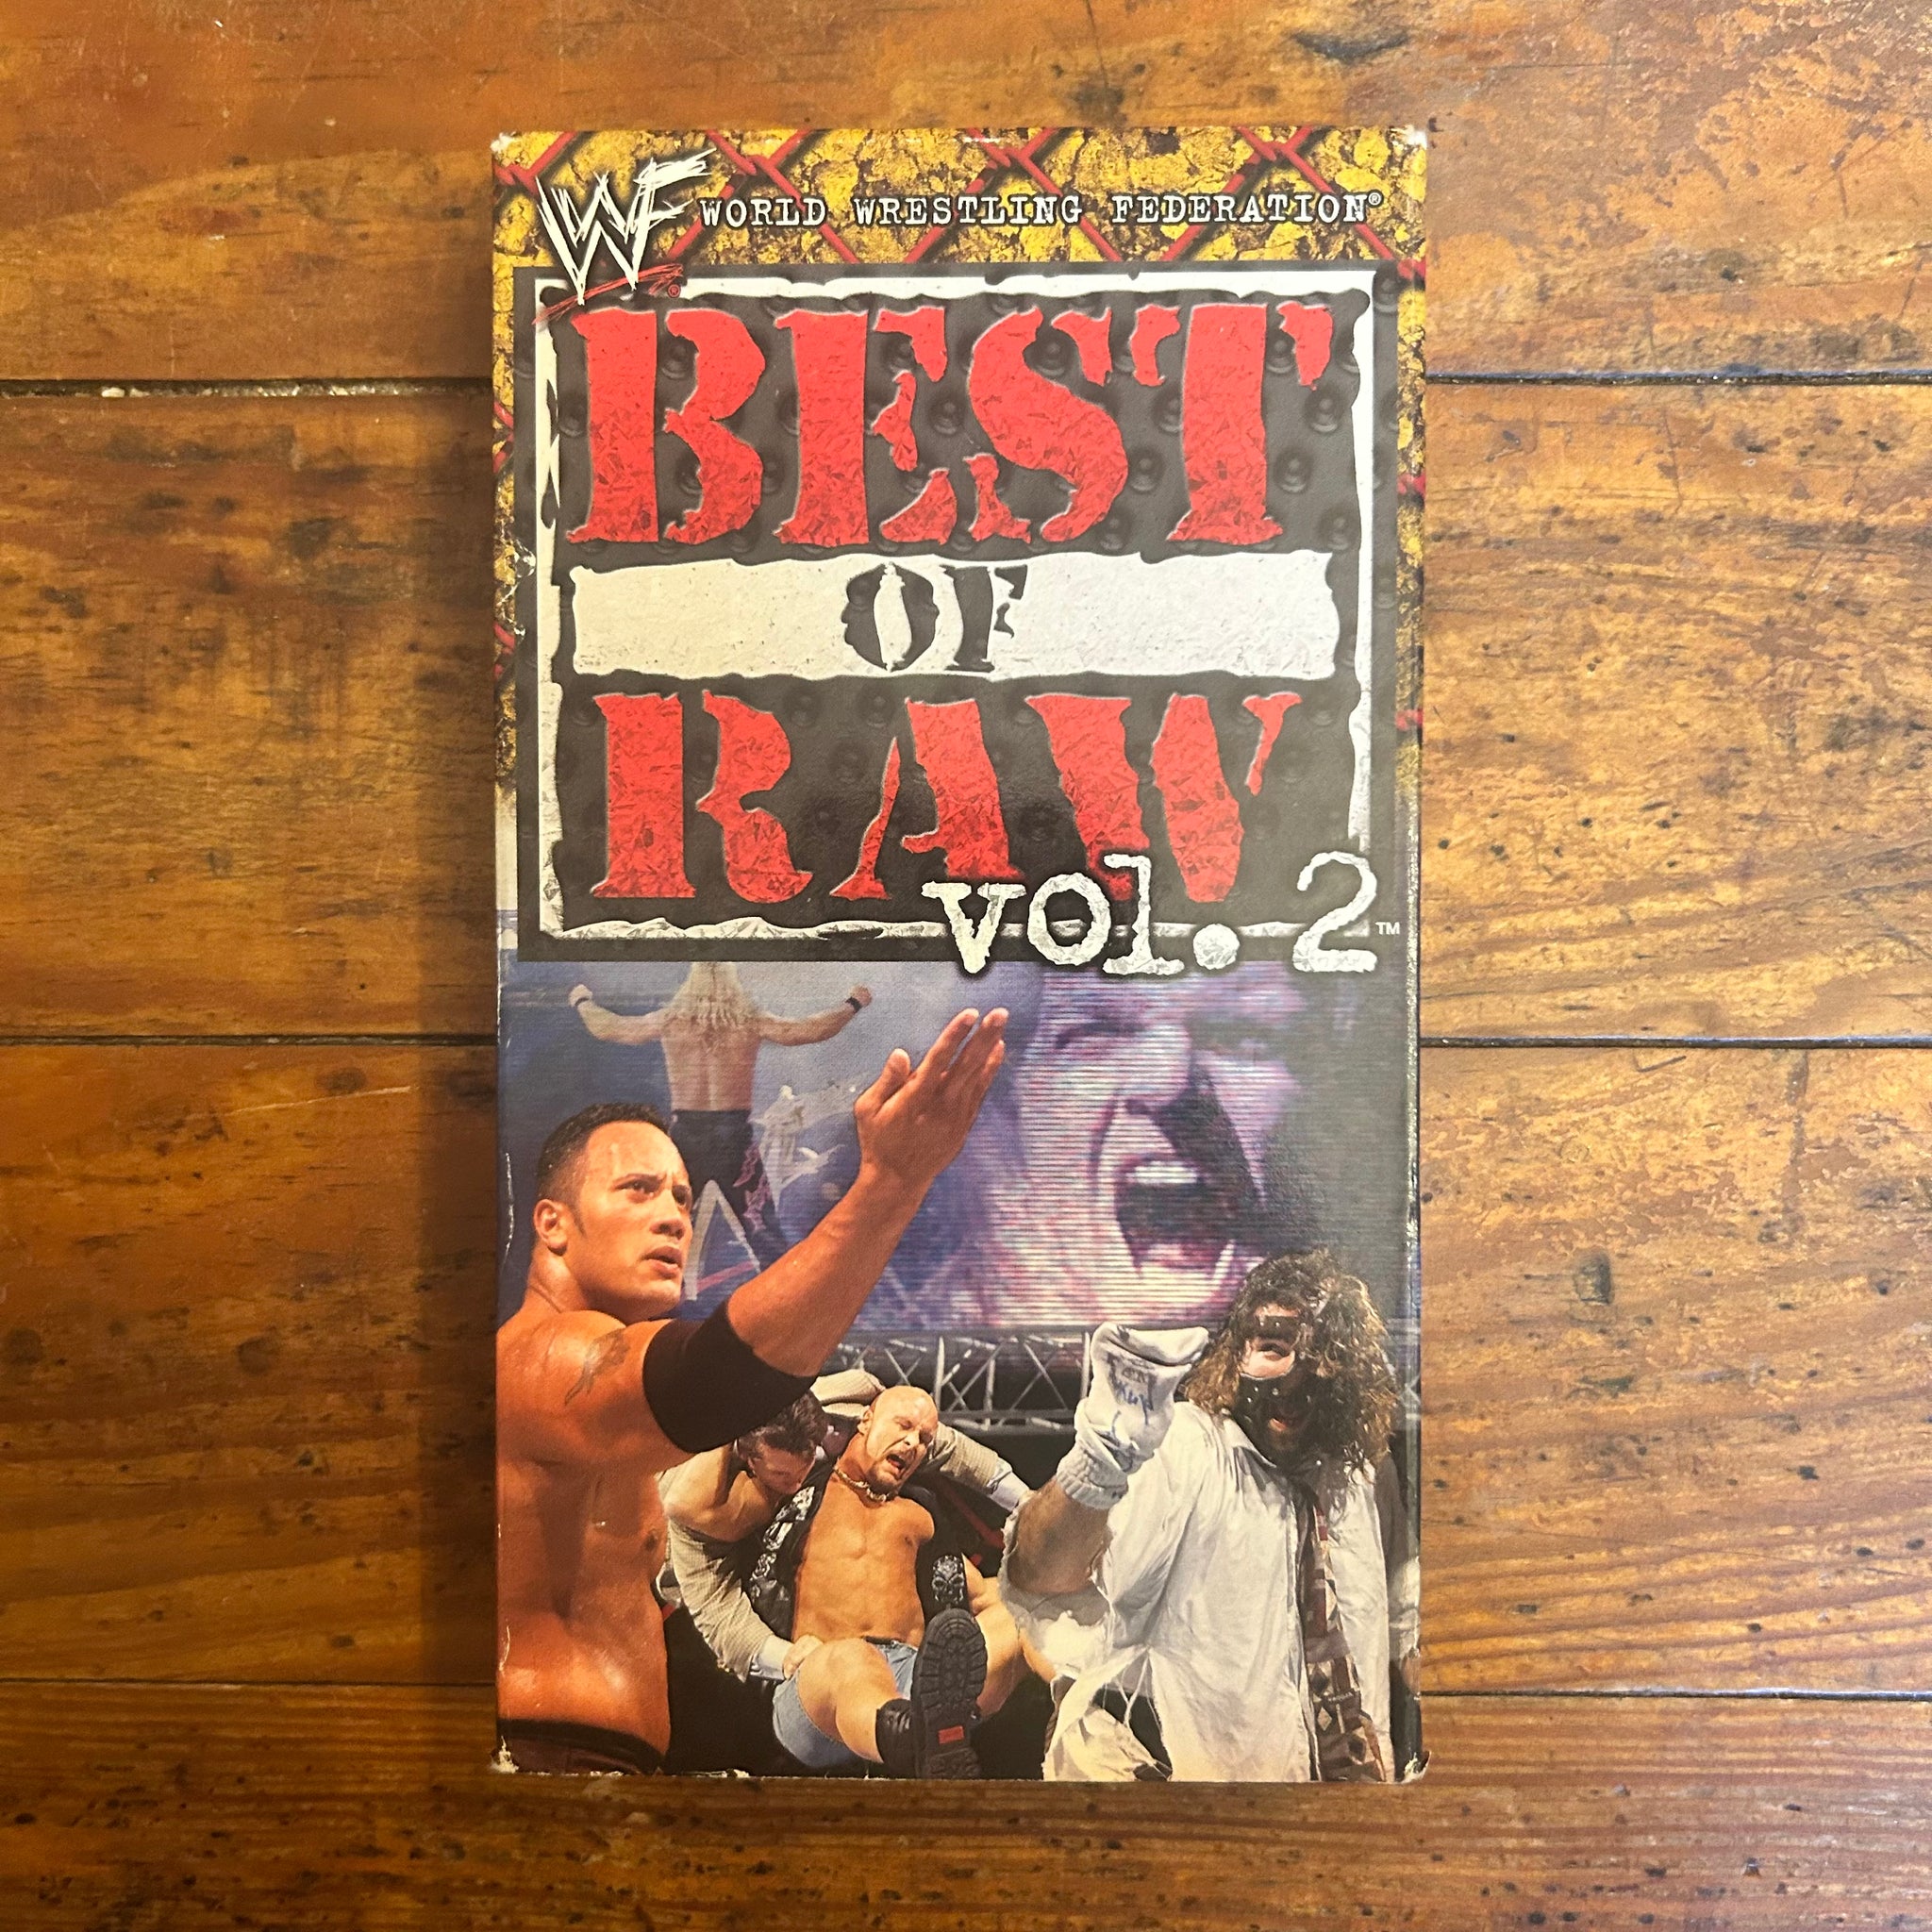 WF WORLD WRESTLING FEDERATION®
BEST
OF
RAW
vol. 2™